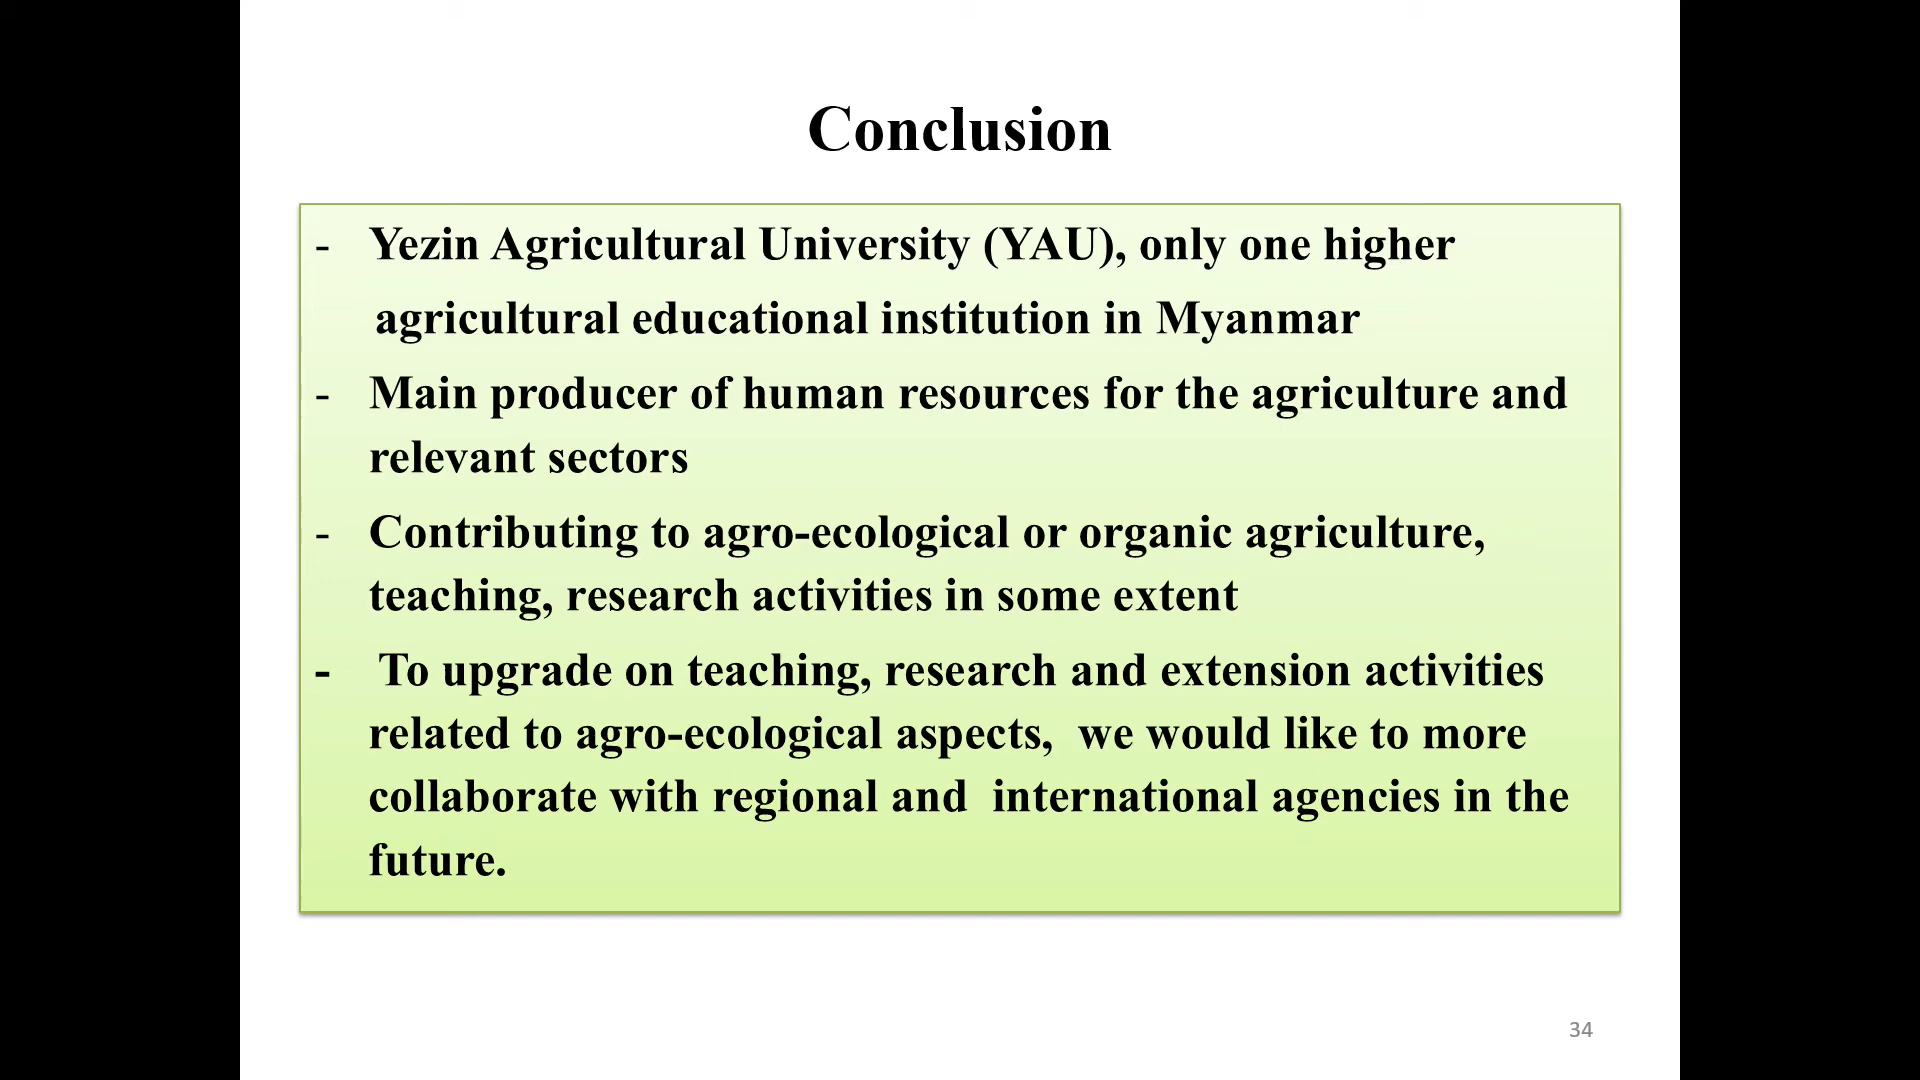 Conclusion
- Yezin Agricultural University (YAU), only one higher
agricultural educational institution in Myanmar
- Main producer of human resources for the agriculture and
relevant sectors
- Contributing to agro-ecological or organic agriculture,
teaching, research activities in some extent
- To upgrade on teaching, research and extension activities
related to agro-ecological aspects, we would like to more
collaborate with regional and international agencies in the
future.
34